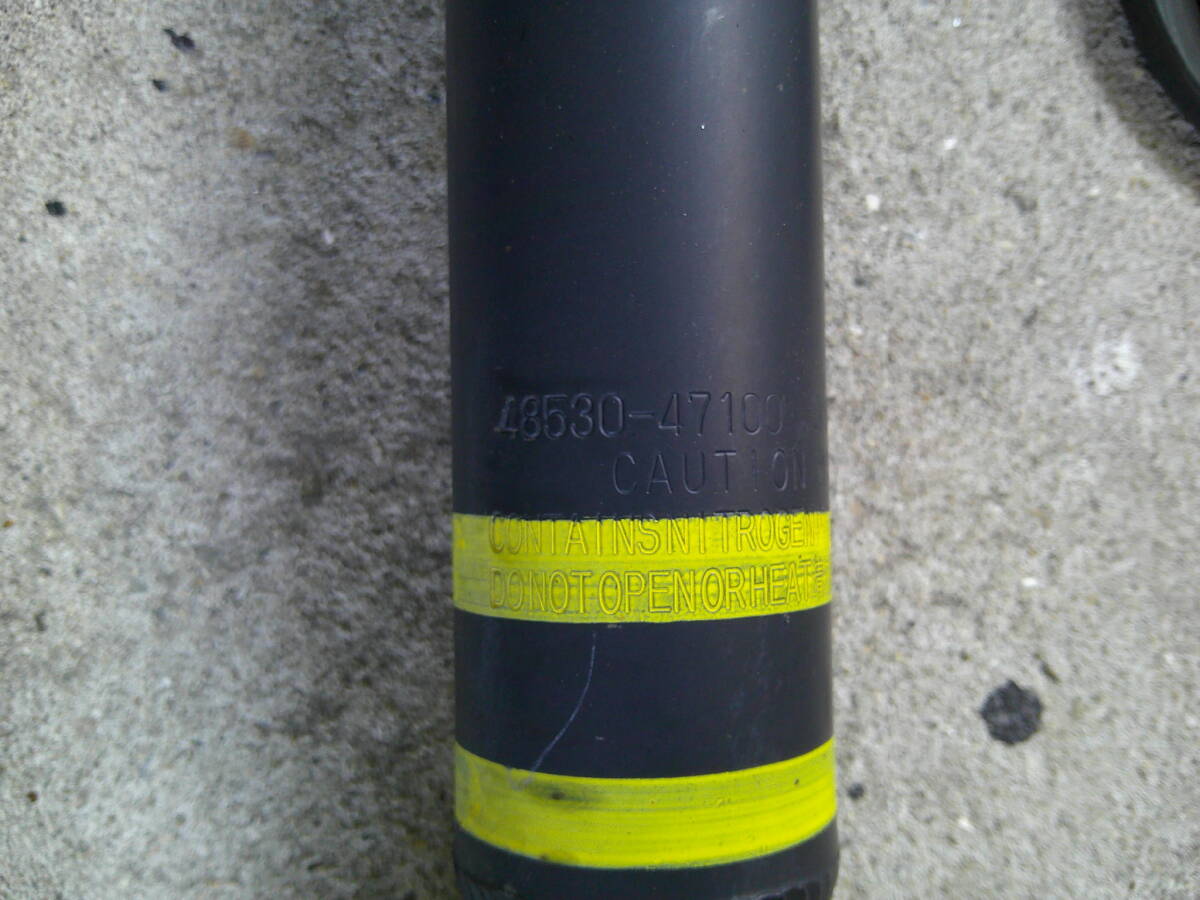 48530-47100
CAUTION
CONTAINS NITROGEN
DO NOT OPEN OR HEAT